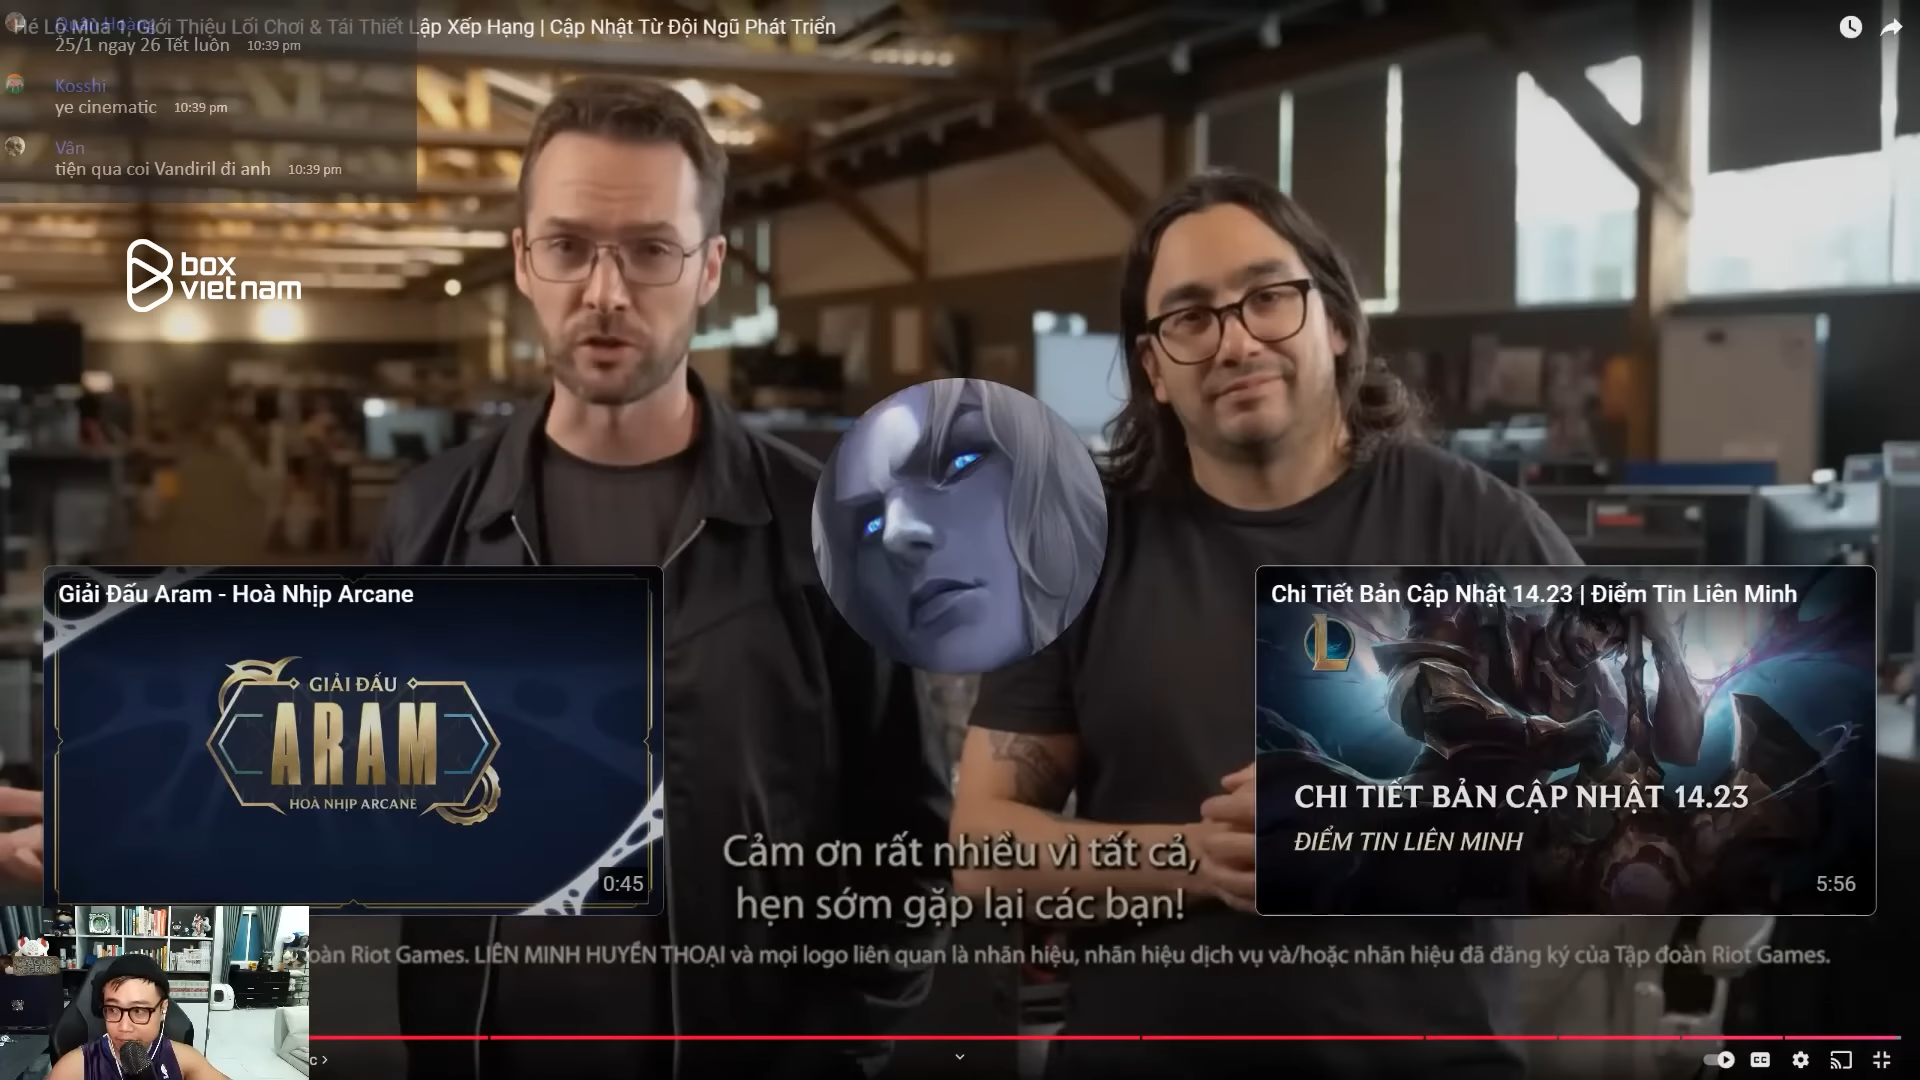 Hé Lộ Mùa 1, Giới Thiệu Lối Chơi & Tái Thiết Lập Xếp Hạng | Cập Nhật Từ Đội Ngũ Phát Triển
25/1 ngay 26 Tết luôn 10:39 pm
Kosshi
ye cinematic 10:39 pm
Vân
tiện qua coi Vandiril đi anh 10:39 pm
box
việt nam
Giải Đấu Aram - Hoà Nhịp Arcane
GIẢI ĐẤU
ARAM
HOÀ NHỊP ARCANE
0:45
Chi Tiết Bản Cập Nhật 14.23 | Điểm Tin Liên Minh
CHI TIẾT BẢN CẬP NHẬT 14.23
ĐIỂM TIN LIÊN MINH
5:56
Cảm ơn rất nhiều vì tất cả,
hẹn sớm gặp lại các bạn!
đoàn Riot Games. LIÊN MINH HUYỀN THOẠI và mọi logo liên quan là nhãn hiệu, nhãn hiệu dịch vụ và/hoặc nhãn hiệu đã đăng ký của Tập đoàn Riot Games.
c >
CC